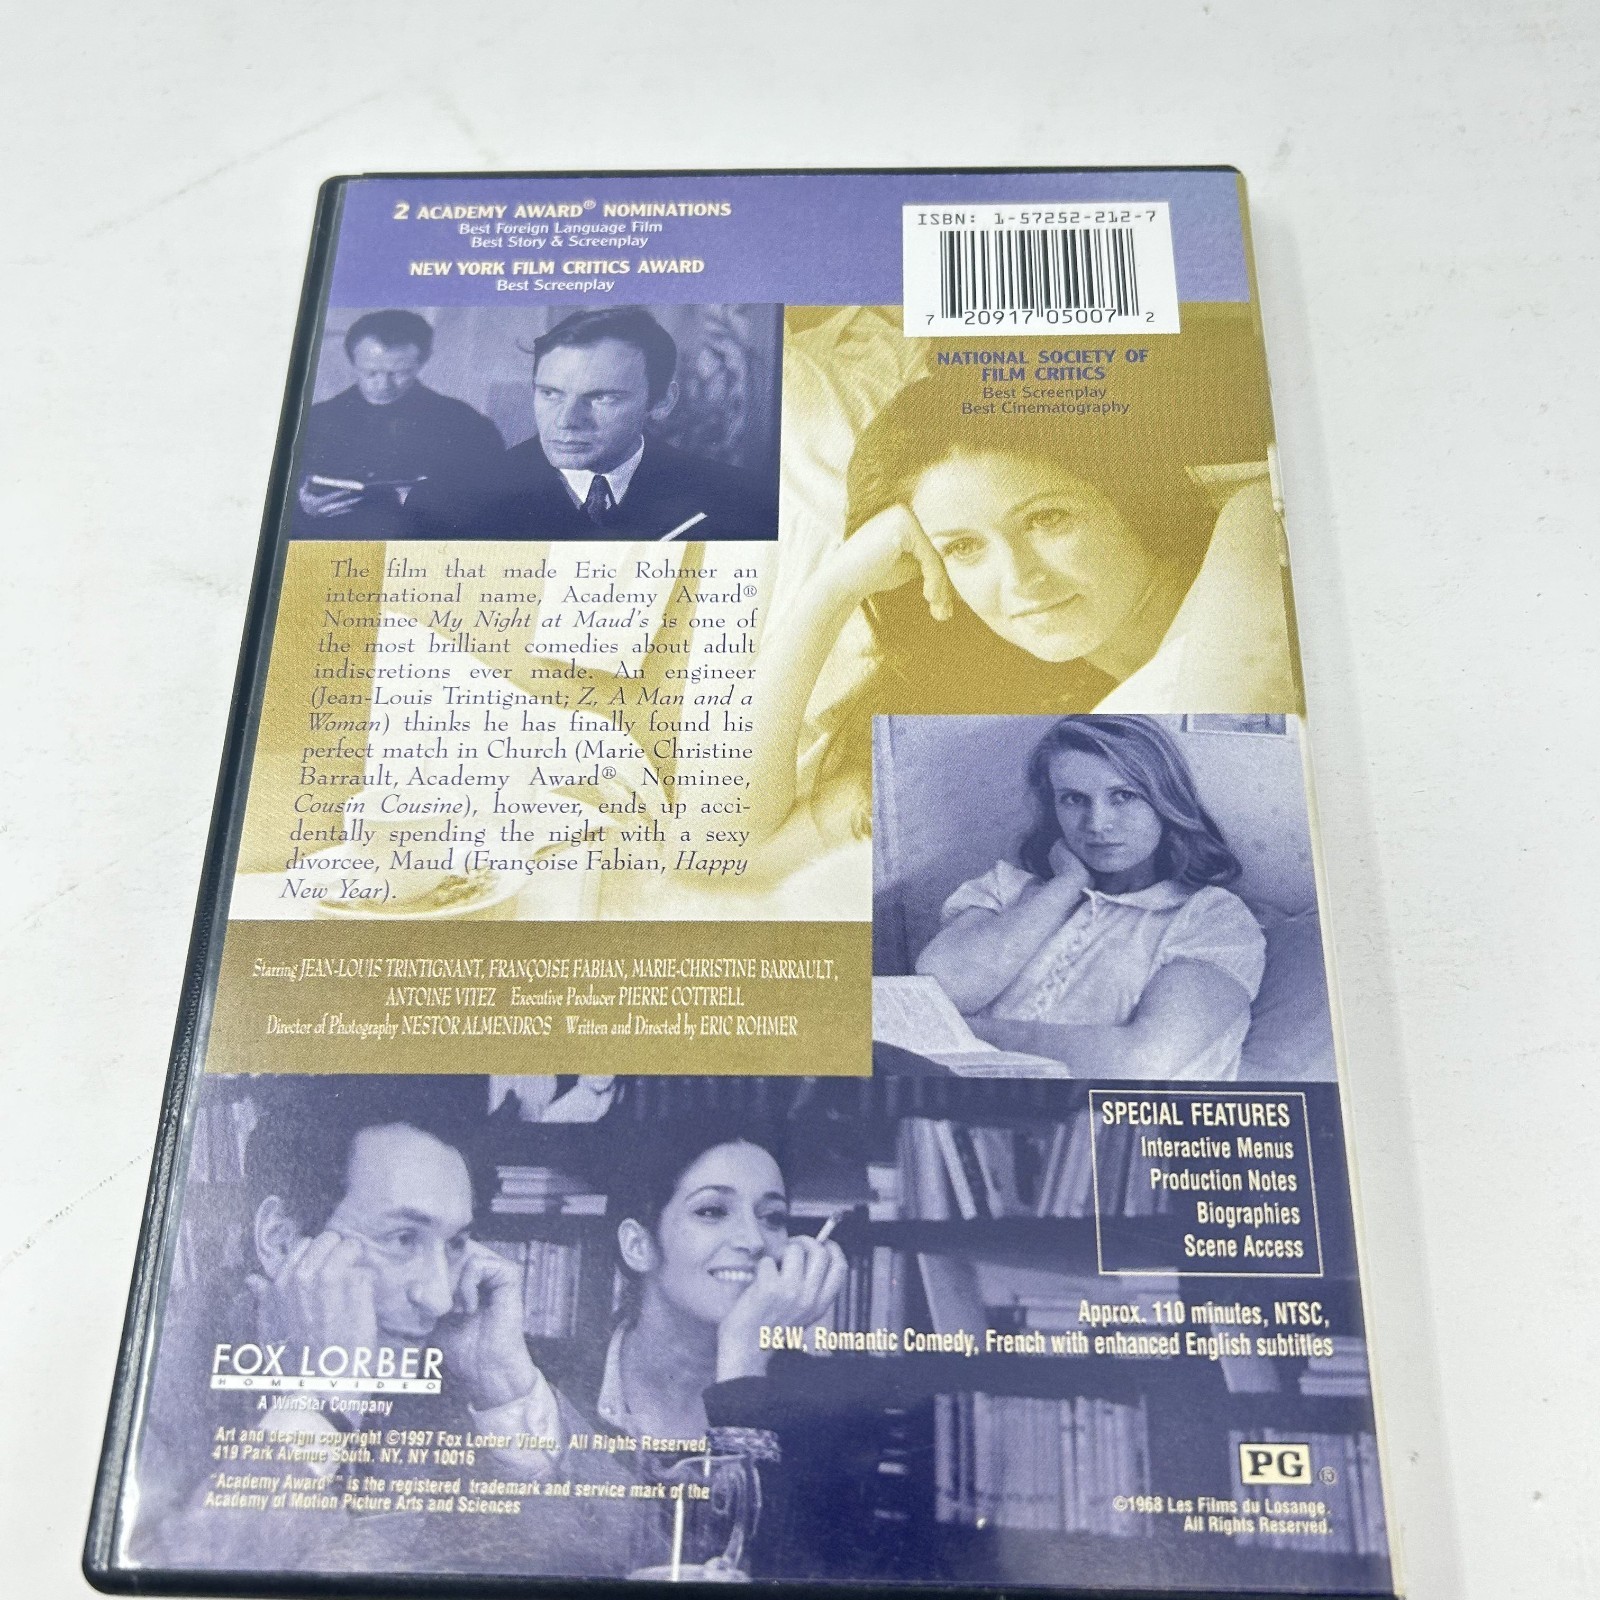 2 ACADEMY AWARD® NOMINATIONS
Best Foreign Language Film
Best Story & Screenplay
NEW YORK FILM CRITICS AWARD
Best Screenplay
ISBN: 1-57252-212-7
7 20917 05007 2
NATIONAL SOCIETY OF
FILM CRITICS
Best Screenplay
Best Cinematography
The film that made Eric Rohmer an
international name, Academy Award®
Nominee My Night at Maud's is one of
the most brilliant comedies about adult
indiscretions ever made. An engineer
(Jean-Louis Trintignant; Z, A Man and a
Woman) thinks he has finally found his
perfect match in Church (Marie Christine
Barrault, Academy Award® Nominee,
Cousin Cousine), however, ends up acci-
dentally spending the night with a sexy
divorcee, Maud (Françoise Fabian, Happy
New Year).
Starring JEAN-LOUIS TRINTIGNANT, FRANÇOISE FABIAN, MARIE-CHRISTINE BARRAULT,
ANTOINE VITEZ Executive Producer PIERRE COTTRELL
Director of Photography NESTOR ALMENDROS Written and Directed by ERIC ROHMER
SPECIAL FEATURES
Interactive Menus
Production Notes
Biographies
Scene Access
Approx. 110 minutes, NTSC,
B&W, Romantic Comedy, French with enhanced English subtitles
FOX LORBER
HOME VIDEO
A WinStar Company
Art and design copyright ©1997 Fox Lorber Video. All Rights Reserved,
419 Park Avenue South, NY, NY 10016
"Academy Award®" is the registered trademark and service mark of the
Academy of Motion Picture Arts and Sciences
PG ®
©1968 Les Films du Losange.
All Rights Reserved.